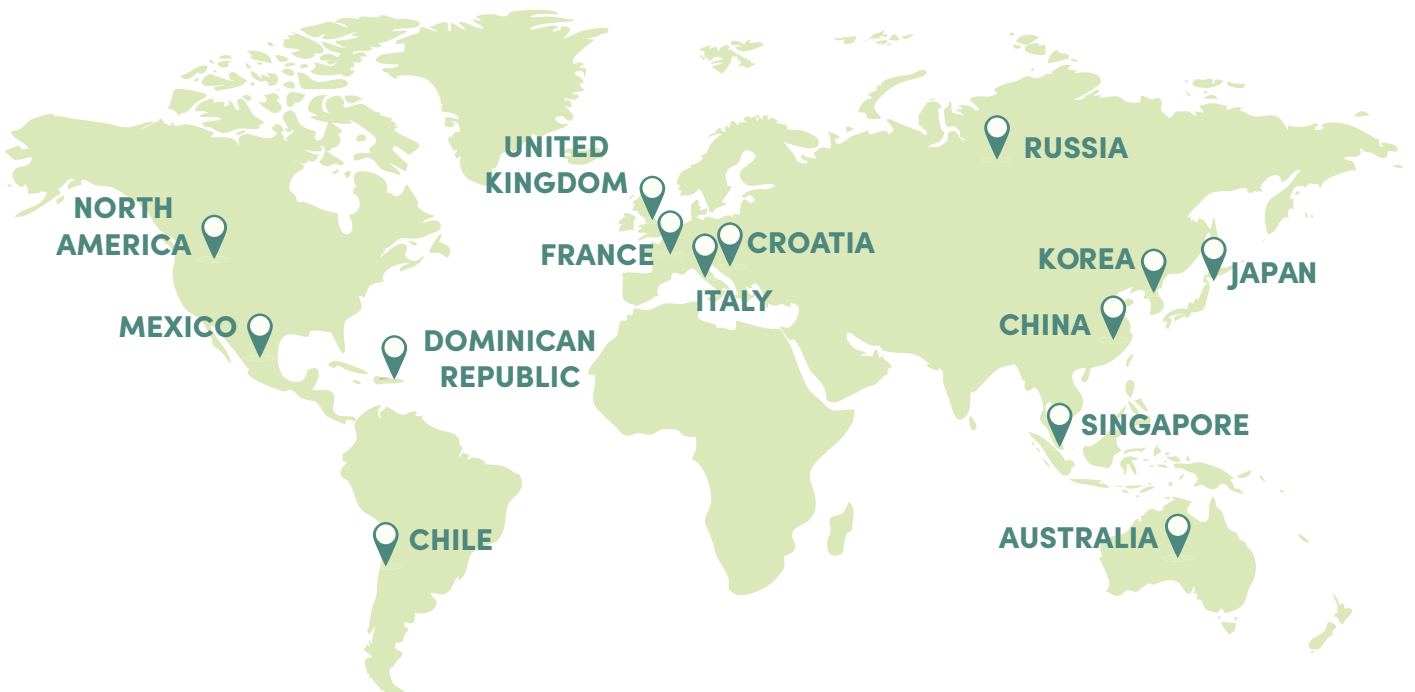 UNITED
KINGDOM
RUSSIA
NORTH
AMERICA
FRANCE
CROATIA
KOREA
JAPAN
ITALY
MEXICO
CHINA
DOMINICAN
REPUBLIC
SINGAPORE
CHILE
AUSTRALIA